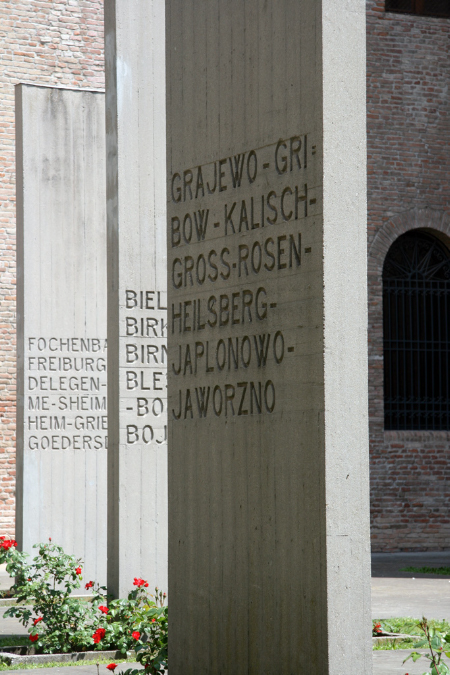 FOCHENBA
FREIBURG
DELEGEN-
ME-SHEIM
HEIM-GRIE
GOEDERSD
BIEL
BIRK
BIRN
BLE
-BO
BOJ
GRAJEWO-GRI=
BOW-KALISCH-
GROSS-ROSEN-
HEILSBERG-
JAPLONOWO-
JAWORZNO